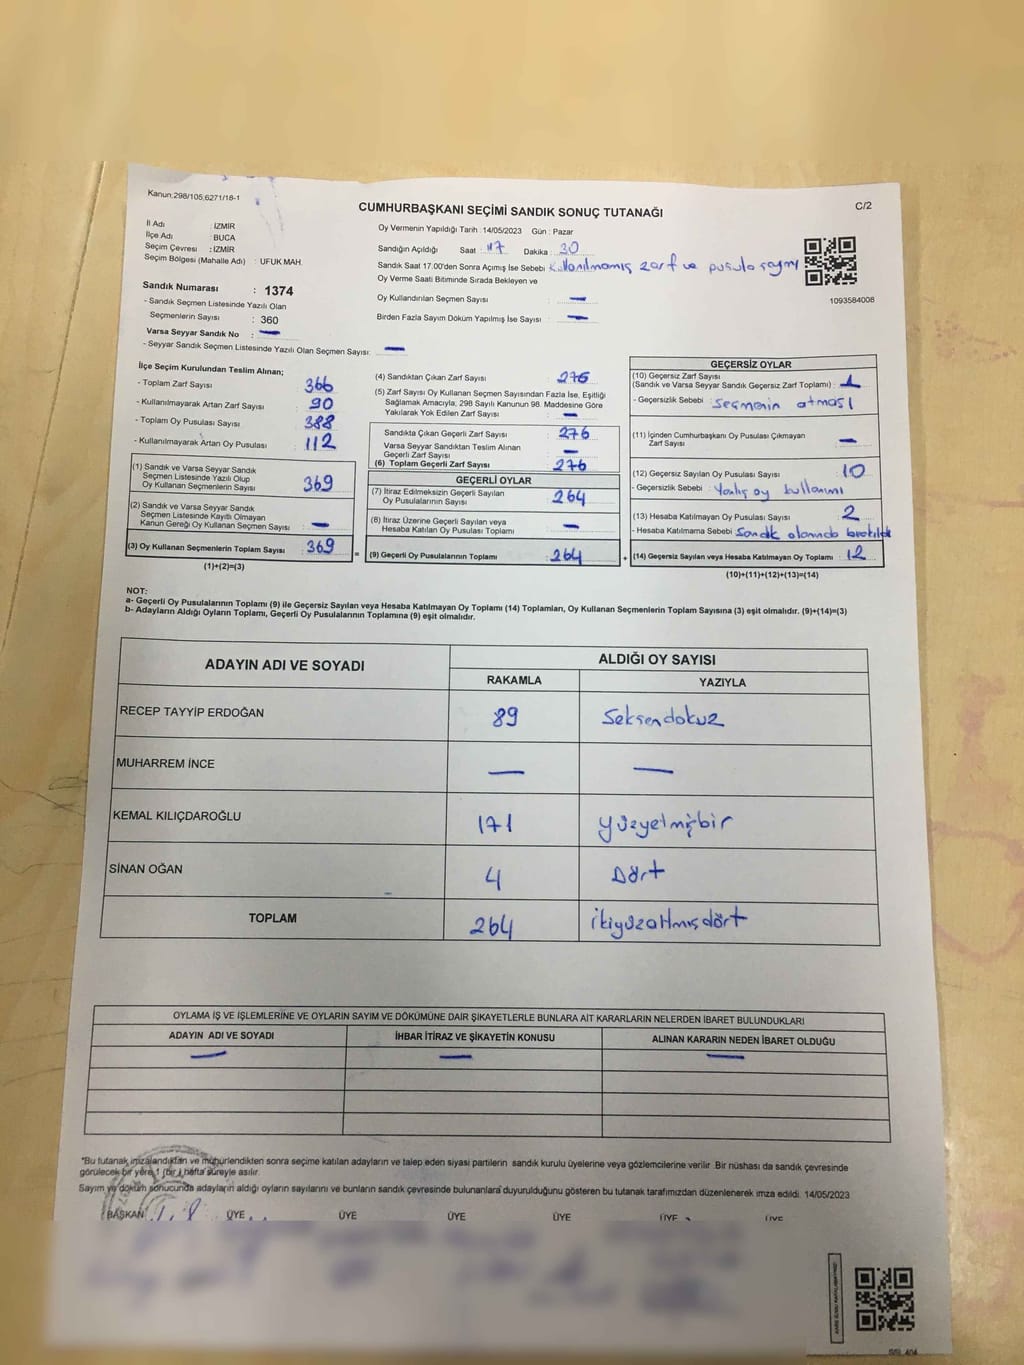 Kanun:298/105,6271/18-1
C/2
CUMHURBAŞKANI SEÇİMİ SANDIK SONUÇ TUTANAĞI
İl Adı : İZMİR
İlçe Adı : BUCA
Seçim Çevresi : İZMİR
Seçim Bölgesi (Mahalle Adı) : UFUK MAH.
Oy Vermenin Yapıldığı Tarih : 14/05/2023 Gün : Pazar
Sandığın Açıldığı Saat : 17 Dakika : 30
Sandık Saat 17.00'den Sonra Açımış İse Sebebi : Kullanılmamış zarf ve pusula sayımı
Oy Verme Saati Bitiminde Sırada Bekleyen ve
Oy Kullandırılan Seçmen Sayısı : —
Birden Fazla Sayım Döküm Yapılmış İse Sayısı : —
1093584008
Sandık Numarası : 1374
- Sandık Seçmen Listesinde Yazılı Olan
Seçmenlerin Sayısı : 360
Varsa Seyyar Sandık No : —
- Seyyar Sandık Seçmen Listesinde Yazılı Olan Seçmen Sayısı: —
İlçe Seçim Kurulundan Teslim Alınan;
- Toplam Zarf Sayısı : 366
- Kullanılmayarak Artan Zarf Sayısı : 90
- Toplam Oy Pusulası Sayısı : 388
- Kullanılmayarak Artan Oy Pusulası : 112
(1) Sandık ve Varsa Seyyar Sandık
Seçmen Listesinde Yazılı Olup
Oy Kullanan Seçmenlerin Sayısı : 369
(2) Sandık ve Varsa Seyyar Sandık
Seçmen Listesinde Kayıtlı Olmayan
Kanun Gereği Oy Kullanan Seçmen Sayısı : —
(3) Oy Kullanan Seçmenlerin Toplam Sayısı : 369
(1)+(2)=(3)
=
(4) Sandıktan Çıkan Zarf Sayısı : 276
(5) Zarf Sayısı Oy Kullanan Seçmen Sayısından Fazla İse, Eşitliği
Sağlamak Amacıyla, 298 Sayılı Kanunun 98. Maddesine Göre
Yakılarak Yok Edilen Zarf Sayısı : —
Sandıkta Çıkan Geçerli Zarf Sayısı : 276
Varsa Seyyar Sandıktan Teslim Alınan
Geçerli Zarf Sayısı : —
(6) Toplam Geçerli Zarf Sayısı : 276
GEÇERLİ OYLAR
(7) İtiraz Edilmeksizin Geçerli Sayılan
Oy Pusulalarının Sayısı : 264
(8) İtiraz Üzerine Geçerli Sayılan veya
Hesaba Katılan Oy Pusulası Toplamı : —
(9) Geçerli Oy Pusulalarının Toplamı : 264
+
GEÇERSİZ OYLAR
(10) Geçersiz Zarf Sayısı
(Sandık ve Varsa Seyyar Sandık Geçersiz Zarf Toplamı) :
- Geçersizlik Sebebi : Seçmenin atması
(11) İçinden Cumhurbaşkanı Oy Pusulası Çıkmayan
Zarf Sayısı : —
(12) Geçersiz Sayılan Oy Pusulası Sayısı : 10
- Geçersizlik Sebebi : Yanlış oy kullanımı
(13) Hesaba Katılmayan Oy Pusulası Sayısı : 2
- Hesaba Katılmama Sebebi : Sandık alanında bırakıldı
(14) Geçersiz Sayılan veya Hesaba Katılmayan Oy Toplamı : 12
(10)+(11)+(12)+(13)=(14)
NOT:
a- Geçerli Oy Pusulalarının Toplamı (9) ile Geçersiz Sayılan veya Hesaba Katılmayan Oy Toplamı (14) Toplamları, Oy Kullanan Seçmenlerin Toplam Sayısına (3) eşit olmalıdır. (9)+(14)=(3)
b- Adayların Aldığı Oyların Toplamı, Geçerli Oy Pusulalarının Toplamına (9) eşit olmalıdır.
ADAYIN ADI VE SOYADI
ALDIĞI OY SAYISI
RAKAMLA YAZIYLA
RECEP TAYYİP ERDOĞAN 89 Seksendokuz
MUHARREM İNCE — —
KEMAL KILIÇDAROĞLU 171 Yüzyetmişbir
SİNAN OĞAN 4 Dört
TOPLAM 264 ikiyüzatmışdört
OYLAMA İŞ VE İŞLEMLERİNE VE OYLARIN SAYIM VE DÖKÜMÜNE DAİR ŞİKAYETLERLE BUNLARA AİT KARARLARIN NELERDEN İBARET BULUNDUKLARI
ADAYIN ADI VE SOYADI İHBAR İTİRAZ VE ŞİKAYETİN KONUSU ALINAN KARARIN NEDEN İBARET OLDUĞU
— — —
*Bu tutanak imzalandıktan ve mühürlendikten sonra seçime katılan adayların ve talep eden siyasi partilerin sandık kurulu üyelerine veya gözlemcilerine verilir. Bir nüshası da sandık çevresinde
görülecek bir yere 1 (bir) hafta süreyle asılır.
Sayım ve döküm sonucunda adayların aldığı oyların sayılarını ve bunların sandık çevresinde bulunanlara duyurulduğunu gösteren bu tutanak tarafımızdan düzenlenerek imza edildi. 14/05/2023
BAŞKAN ÜYE ÜYE ÜYE ÜYE ÜYE ÜYE